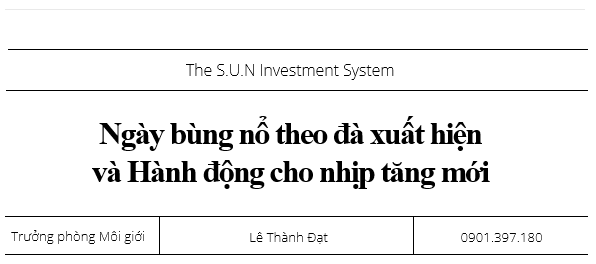 The S.U.N Investment System
Ngày bùng nổ theo đà xuất hiện
và Hành động cho nhịp tăng mới
Trưởng phòng Môi giới
Lê Thành Đạt
0901.397.180